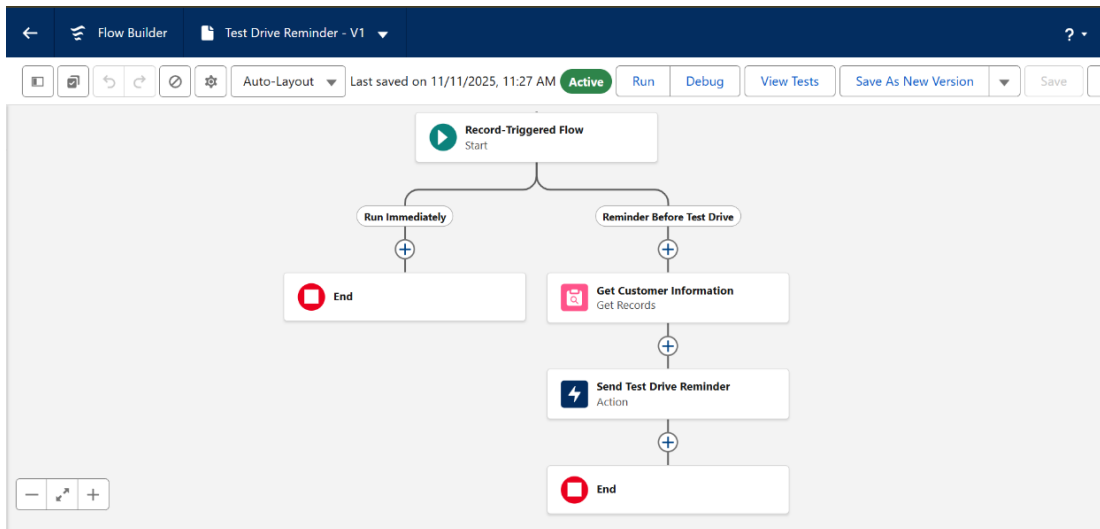 Flow Builder
Test Drive Reminder - V1
?
Auto-Layout
Last saved on 11/11/2025, 11:27 AM
Active
Run
Debug
View Tests
Save As New Version
Save
Record-Triggered Flow
Start
Run Immediately
Reminder Before Test Drive
End
Get Customer Information
Get Records
Send Test Drive Reminder
Action
End